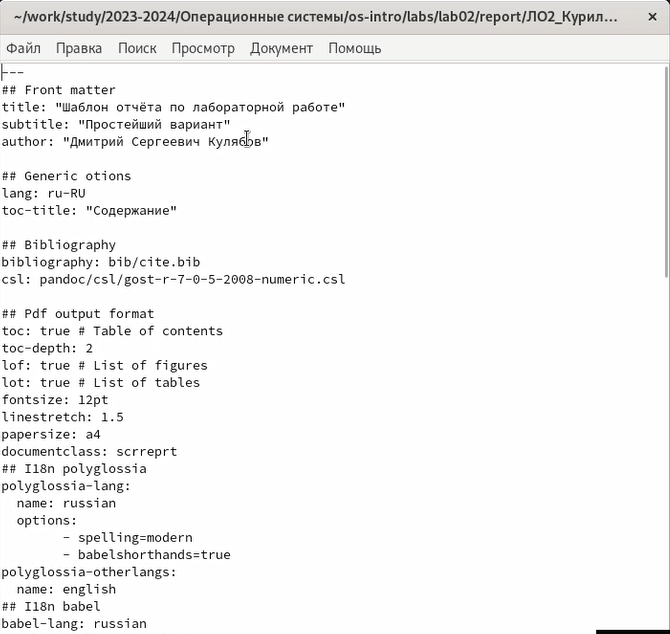 ~/work/study/2023-2024/Операционные системы/os-intro/labs/lab02/report/ЛО2_Курил...
Файл Правка Поиск Просмотр Документ Помощь
---
## Front matter
title: "Шаблон отчёта по лабораторной работе"
subtitle: "Простейший вариант"
author: "Дмитрий Сергеевич Кулябов"
## Generic otions
lang: ru-RU
toc-title: "Содержание"
## Bibliography
bibliography: bib/cite.bib
csl: pandoc/csl/gost-r-7-0-5-2008-numeric.csl
## Pdf output format
toc: true # Table of contents
toc-depth: 2
lof: true # List of figures
lot: true # List of tables
fontsize: 12pt
linestretch: 1.5
papersize: a4
documentclass: scrreprt
## I18n polyglossia
polyglossia-lang:
  name: russian
  options:
        - spelling=modern
        - babelshorthands=true
polyglossia-otherlangs:
  name: english
## I18n babel
babel-lang: russian